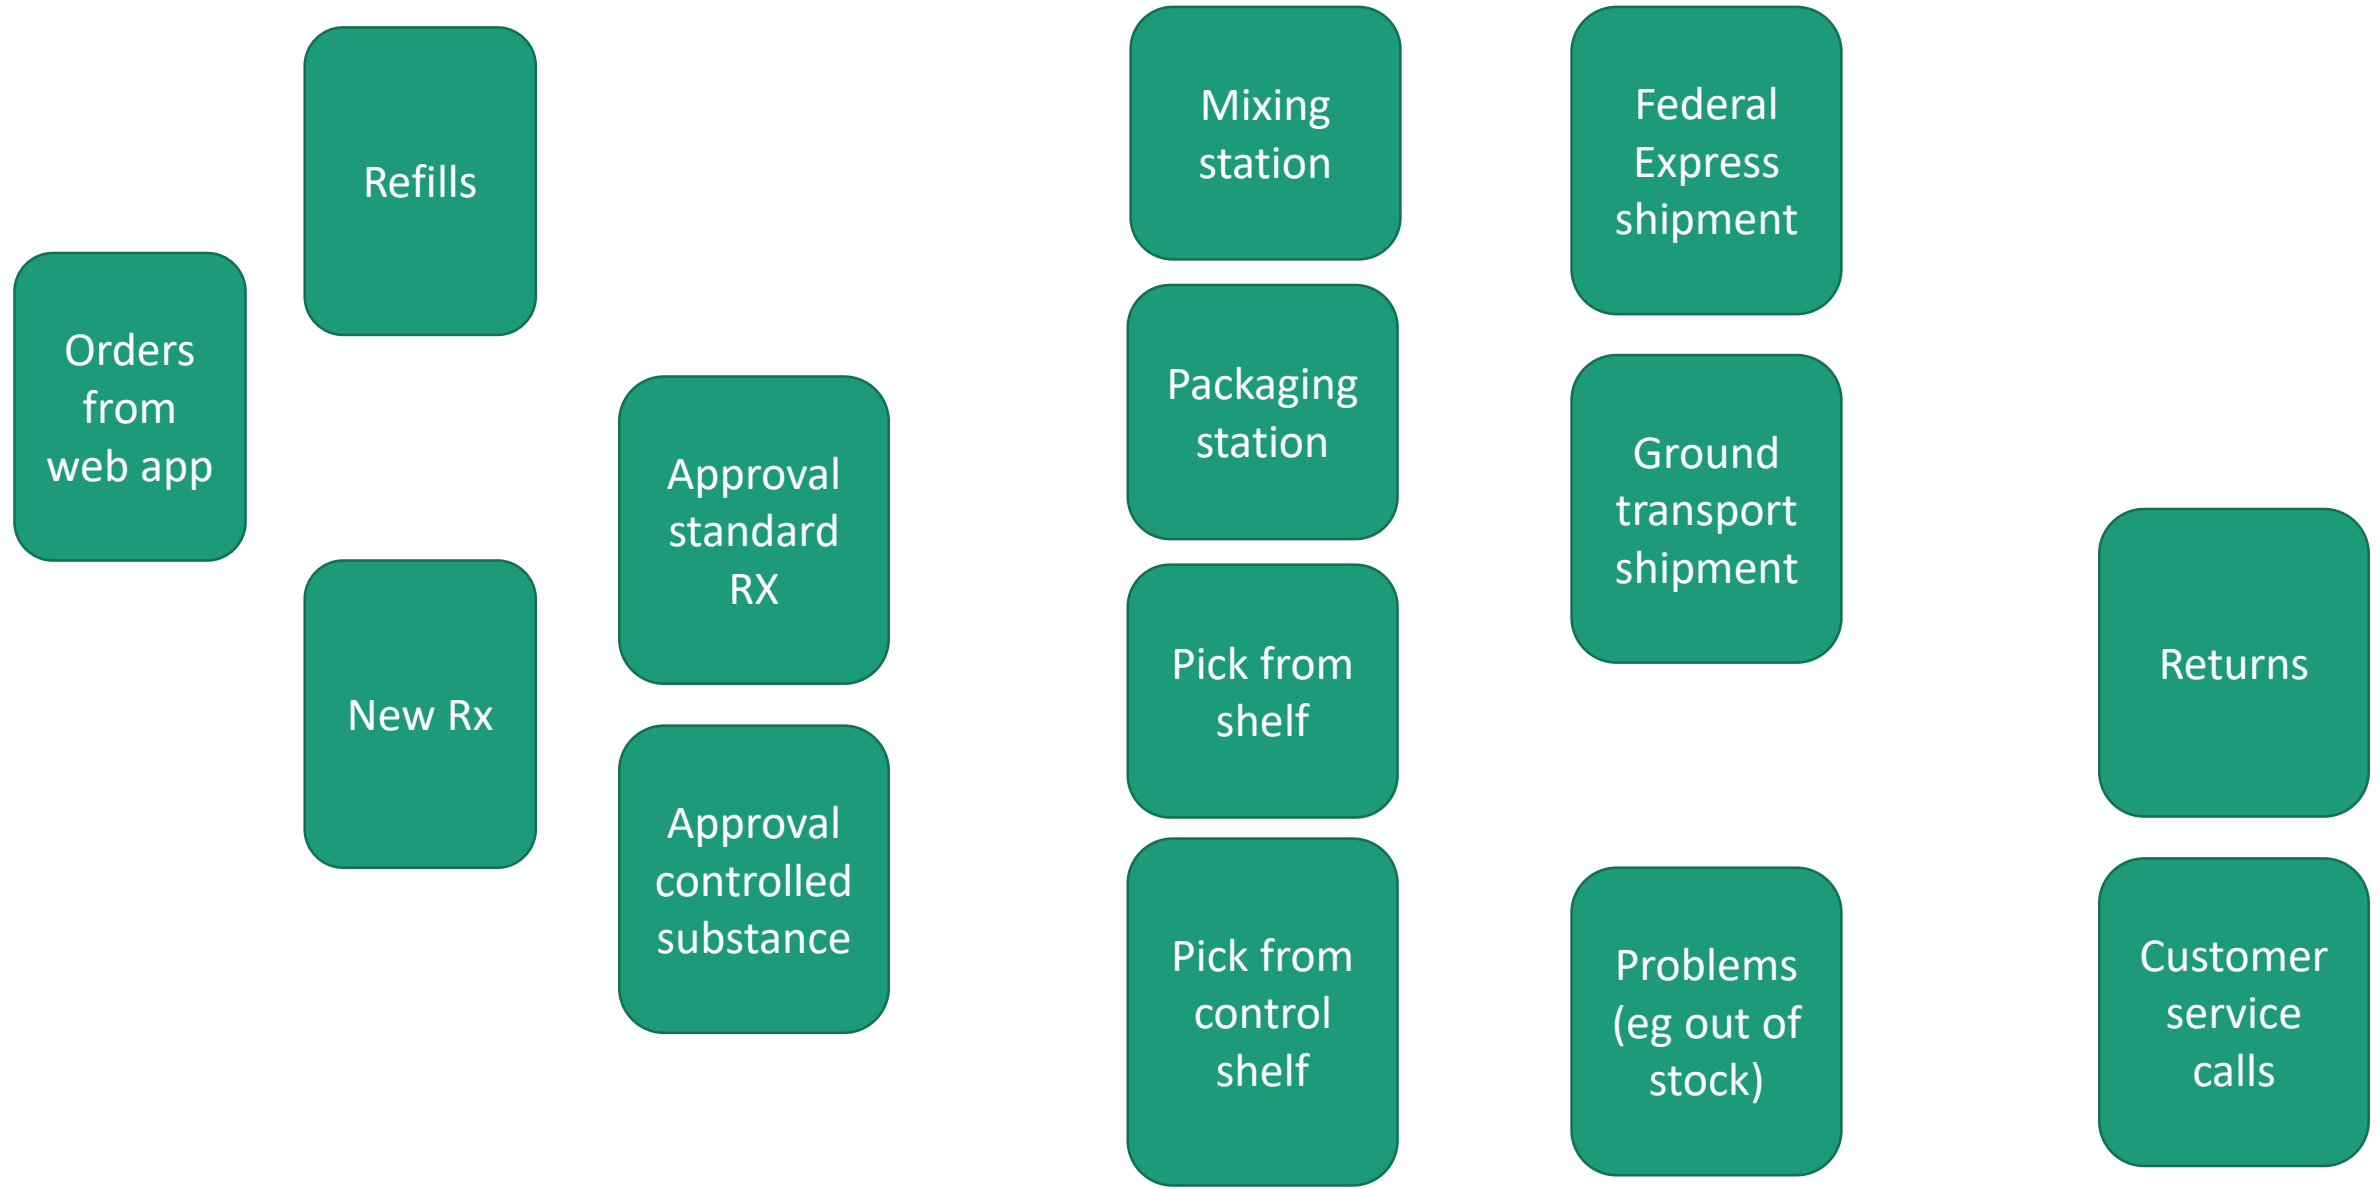 Orders
from
web app
Refills
New Rx
Approval
standard
RX
Approval
controlled
substance
Mixing
station
Packaging
station
Pick from
shelf
Pick from
control
shelf
Federal
Express
shipment
Ground
transport
shipment
Problems
(eg out of
stock)
Returns
Customer
service
calls